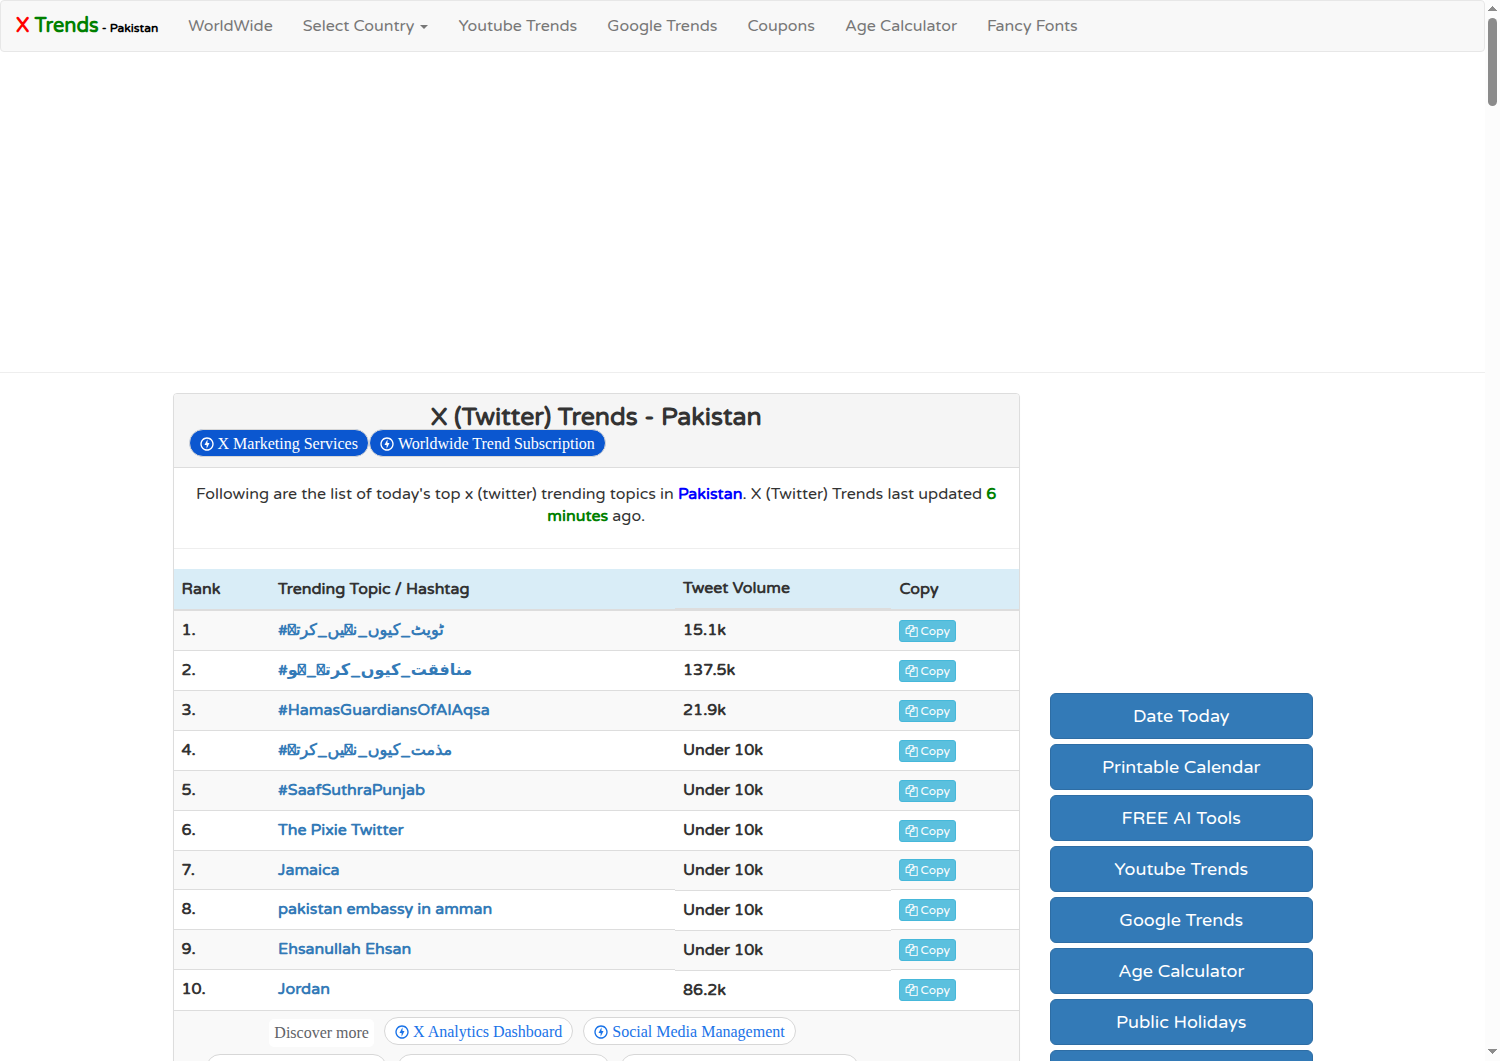 X Trends - Pakistan WorldWide Select Country Youtube Trends Google Trends Coupons Age Calculator Fancy Fonts
X (Twitter) Trends - Pakistan
X Marketing Services Worldwide Trend Subscription
Following are the list of today's top x (twitter) trending topics in Pakistan. X (Twitter) Trends last updated 6
minutes ago.
Rank Trending Topic / Hashtag Tweet Volume Copy
1. 15.1k Copy
2. 137.5k Copy
3. #HamasGuardiansOfAlAqsa 21.9k Copy
4. Under 10k Copy
5. #SaafSuthraPunjab Under 10k Copy
6. The Pixie Twitter Under 10k Copy
7. Jamaica Under 10k Copy
8. pakistan embassy in amman Under 10k Copy
9. Ehsanullah Ehsan Under 10k Copy
10. Jordan 86.2k Copy
Discover more X Analytics Dashboard Social Media Management
Date Today
Printable Calendar
FREE AI Tools
Youtube Trends
Google Trends
Age Calculator
Public Holidays